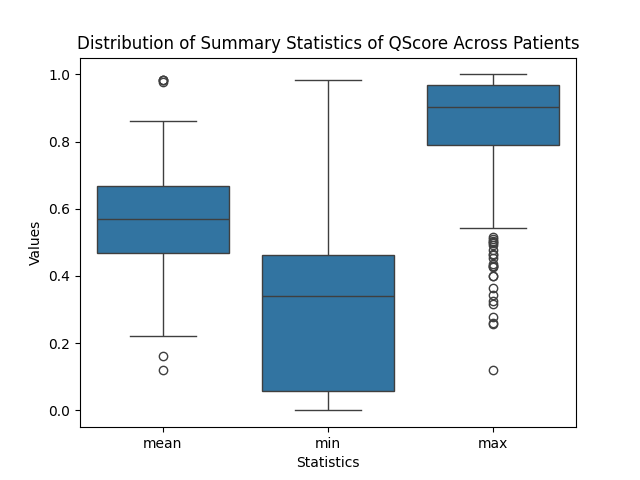 Distribution of Summary Statistics of QScore Across Patients
1.0
0.8
0.6
0.4
0.2
0.0
Values
mean min max
Statistics